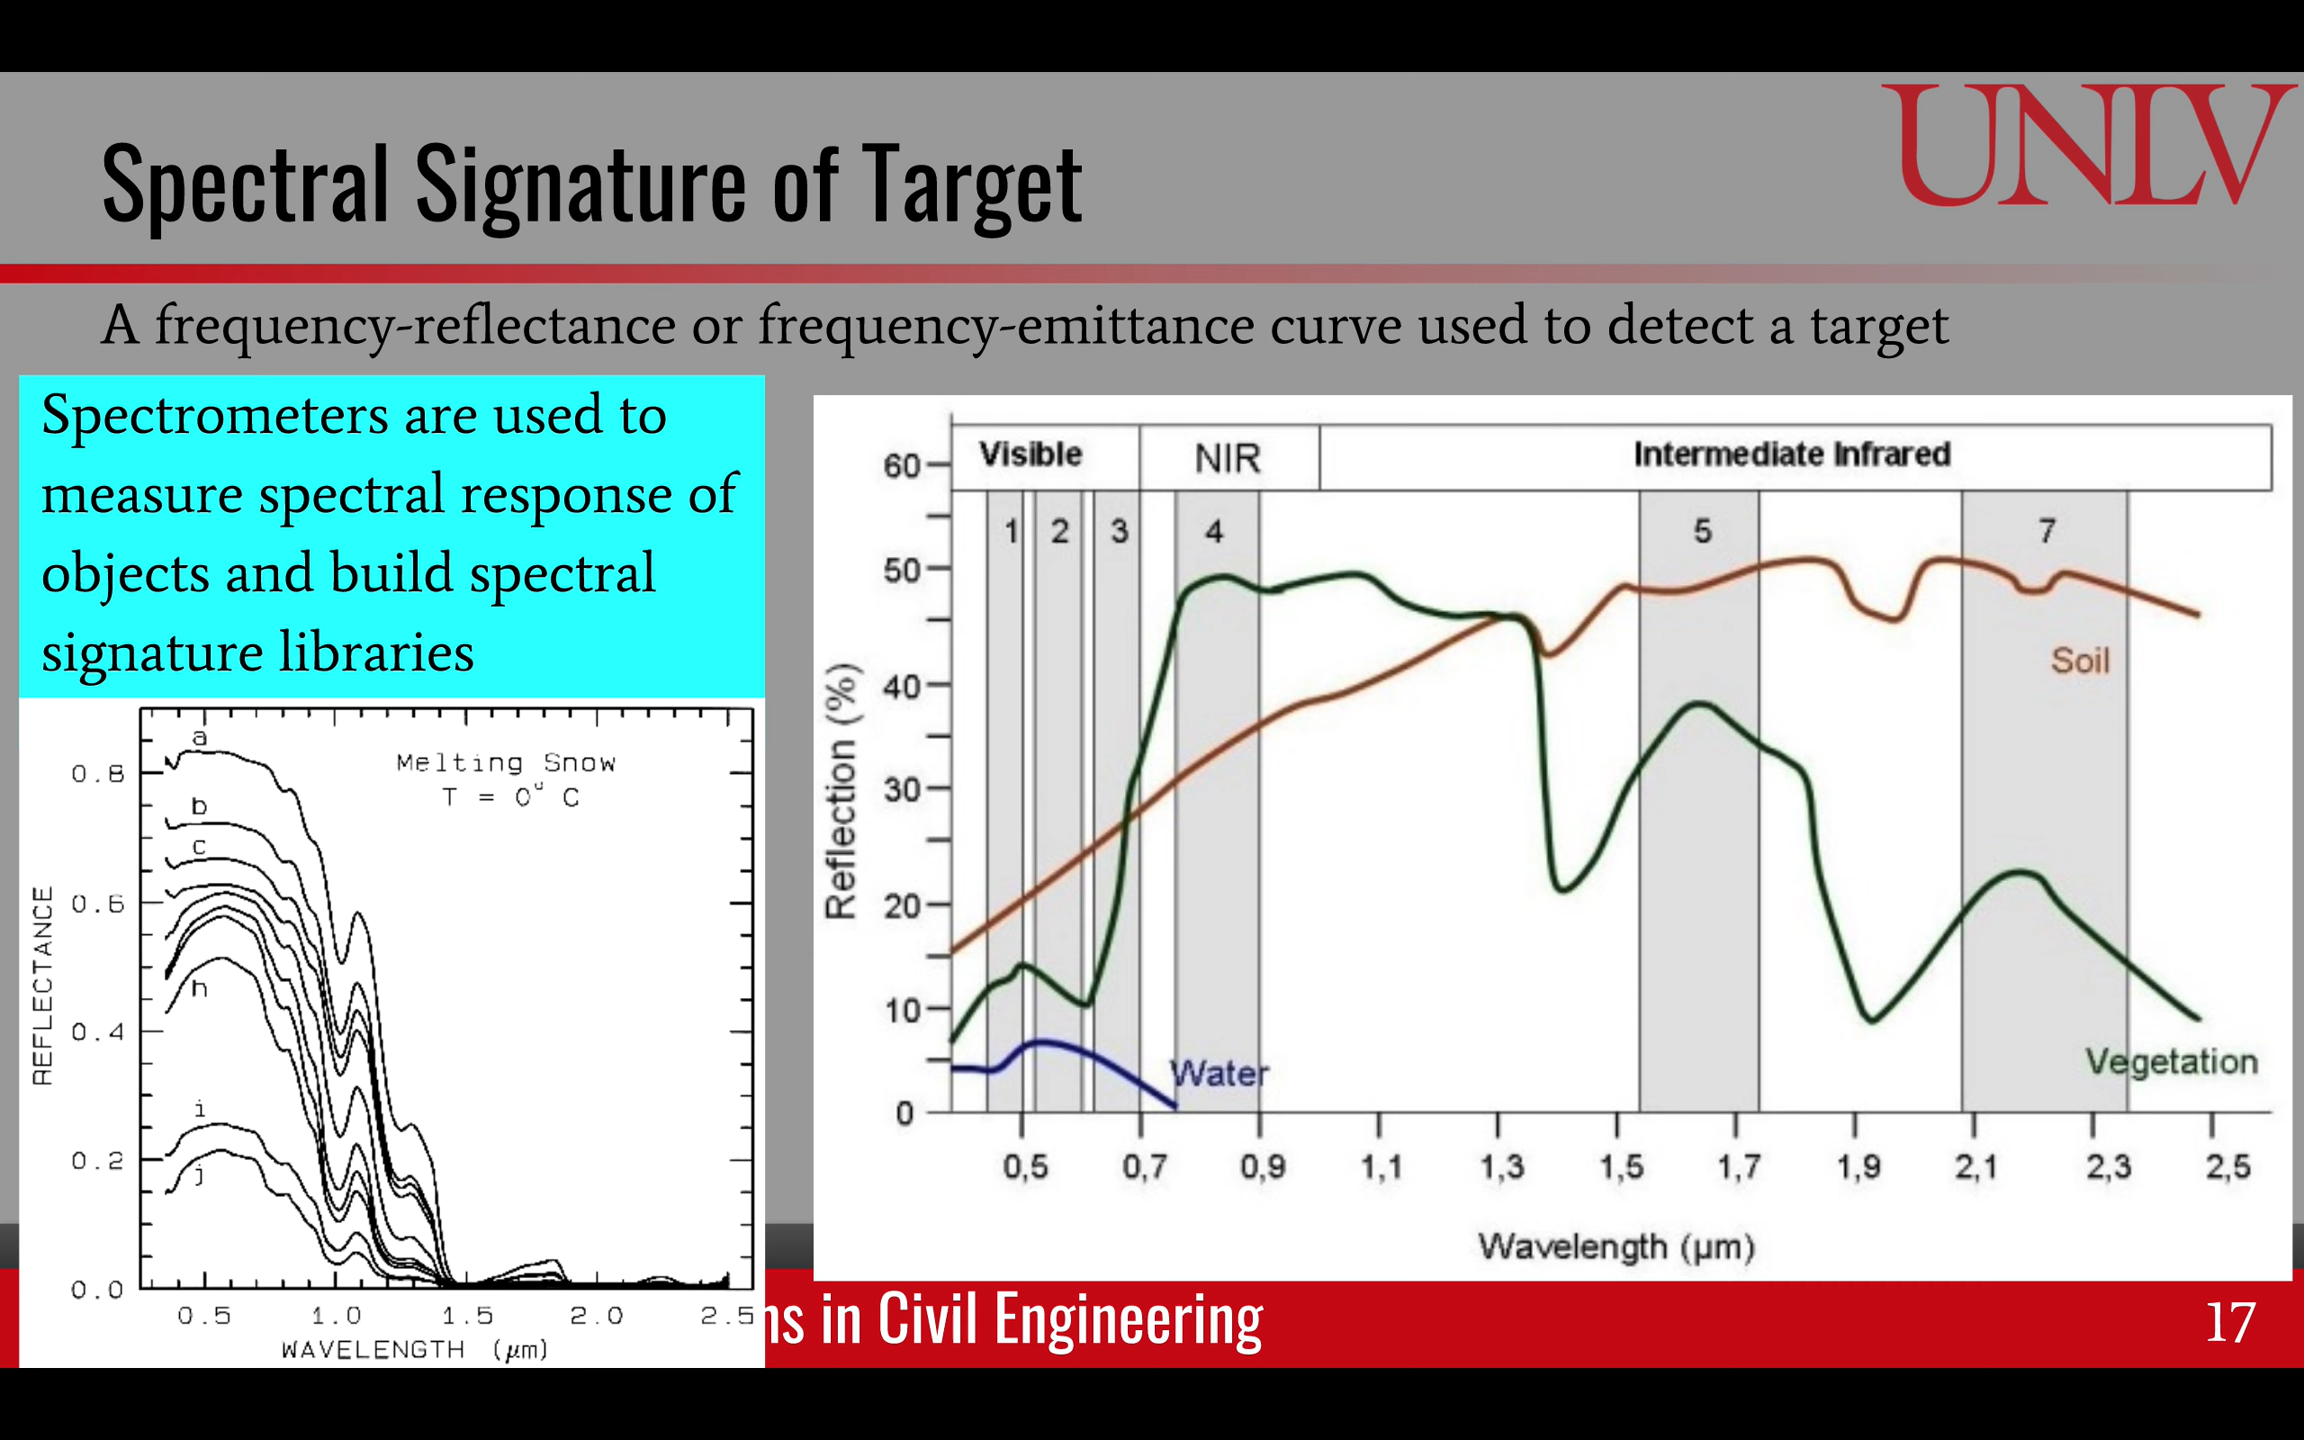 UNLV
Spectral Signature of Target
A frequency-reflectance or frequency-emittance curve used to detect a target
Spectrometers are used to
measure spectral response of
objects and build spectral
signature libraries
Melting Snow
T = 0° C
a
b
c
h
i
j
REFLECTANCE
0.8
0.6
0.4
0.2
0.0
0.5 1.0 1.5 2.0 2.5
WAVELENGTH (μm)
Visible NIR Intermediate Infrared
1 2 3 4 5 7
Reflection (%)
60
50
40
30
20
10
0
Soil
Water
Vegetation
0,5 0,7 0,9 1,1 1,3 1,5 1,7 1,9 2,1 2,3 2,5
Wavelength (μm)
ns in Civil Engineering
17